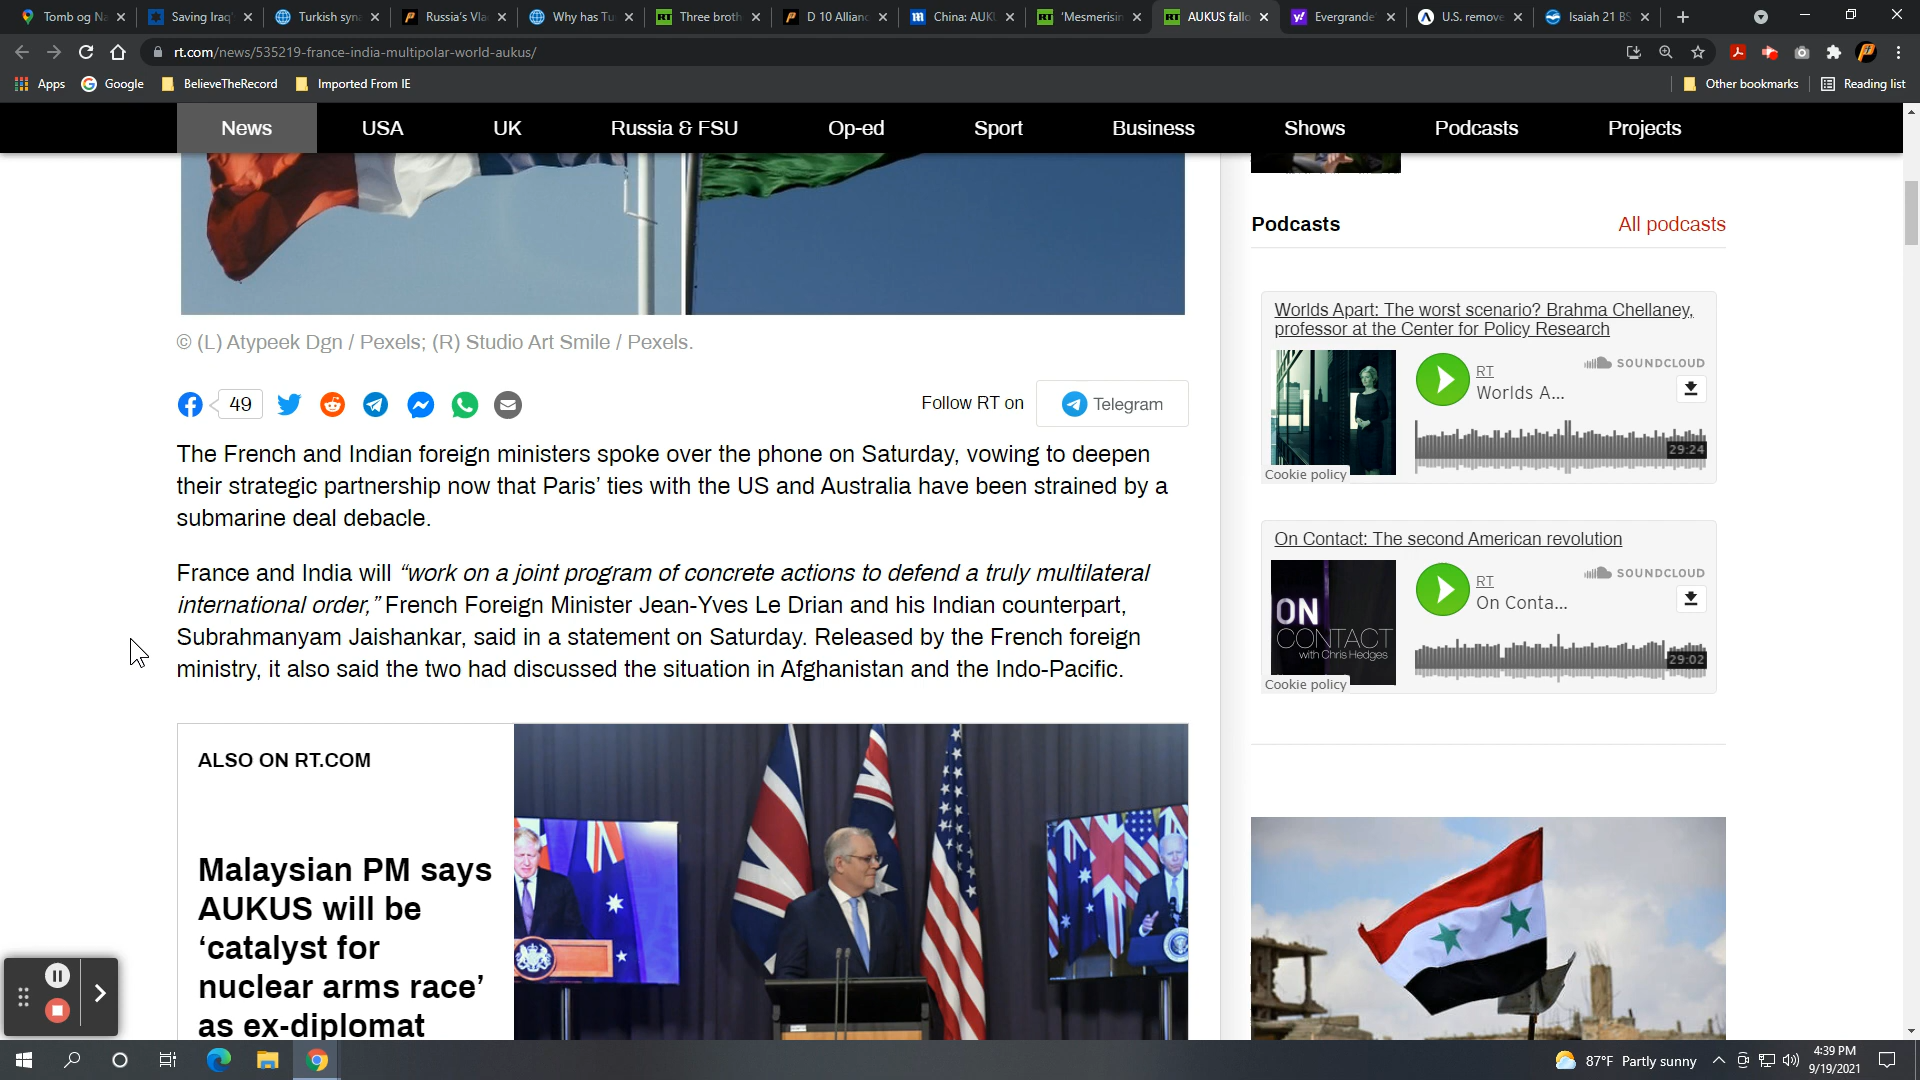 Tomb og Na
Saving Iraq'
Turkish syna
Russia's Vla
Why has Tu
Three broth
D 10 Allianc
China: AUKU
'Mesmerisin
AUKUS fallo
Evergrande'
U.S. remove
Isaiah 21 BS
rt.com/news/535219-france-india-multipolar-world-aukus/
Apps
Google
BelieveTheRecord
Imported From IE
Other bookmarks
Reading list
News
USA
UK
Russia & FSU
Op-ed
Sport
Business
Shows
Podcasts
Projects
© (L) Atypeek Dgn / Pexels; (R) Studio Art Smile / Pexels.
49
Follow RT on
Telegram
The French and Indian foreign ministers spoke over the phone on Saturday, vowing to deepen
their strategic partnership now that Paris’ ties with the US and Australia have been strained by a
submarine deal debacle.
France and India will “work on a joint program of concrete actions to defend a truly multilateral
international order,” French Foreign Minister Jean-Yves Le Drian and his Indian counterpart,
Subrahmanyam Jaishankar, said in a statement on Saturday. Released by the French foreign
ministry, it also said the two had discussed the situation in Afghanistan and the Indo-Pacific.
ALSO ON RT.COM
Malaysian PM says
AUKUS will be
‘catalyst for
nuclear arms race’
as ex-diplomat
Podcasts
All podcasts
Worlds Apart: The worst scenario? Brahma Chellaney,
professor at the Center for Policy Research
SOUNDCLOUD
RT
Worlds A...
29:24
Cookie policy
On Contact: The second American revolution
SOUNDCLOUD
RT
On Conta...
ON
CONTACT
with Chris Hedges
29:02
Cookie policy
87°F Partly sunny
4:39 PM
9/19/2021